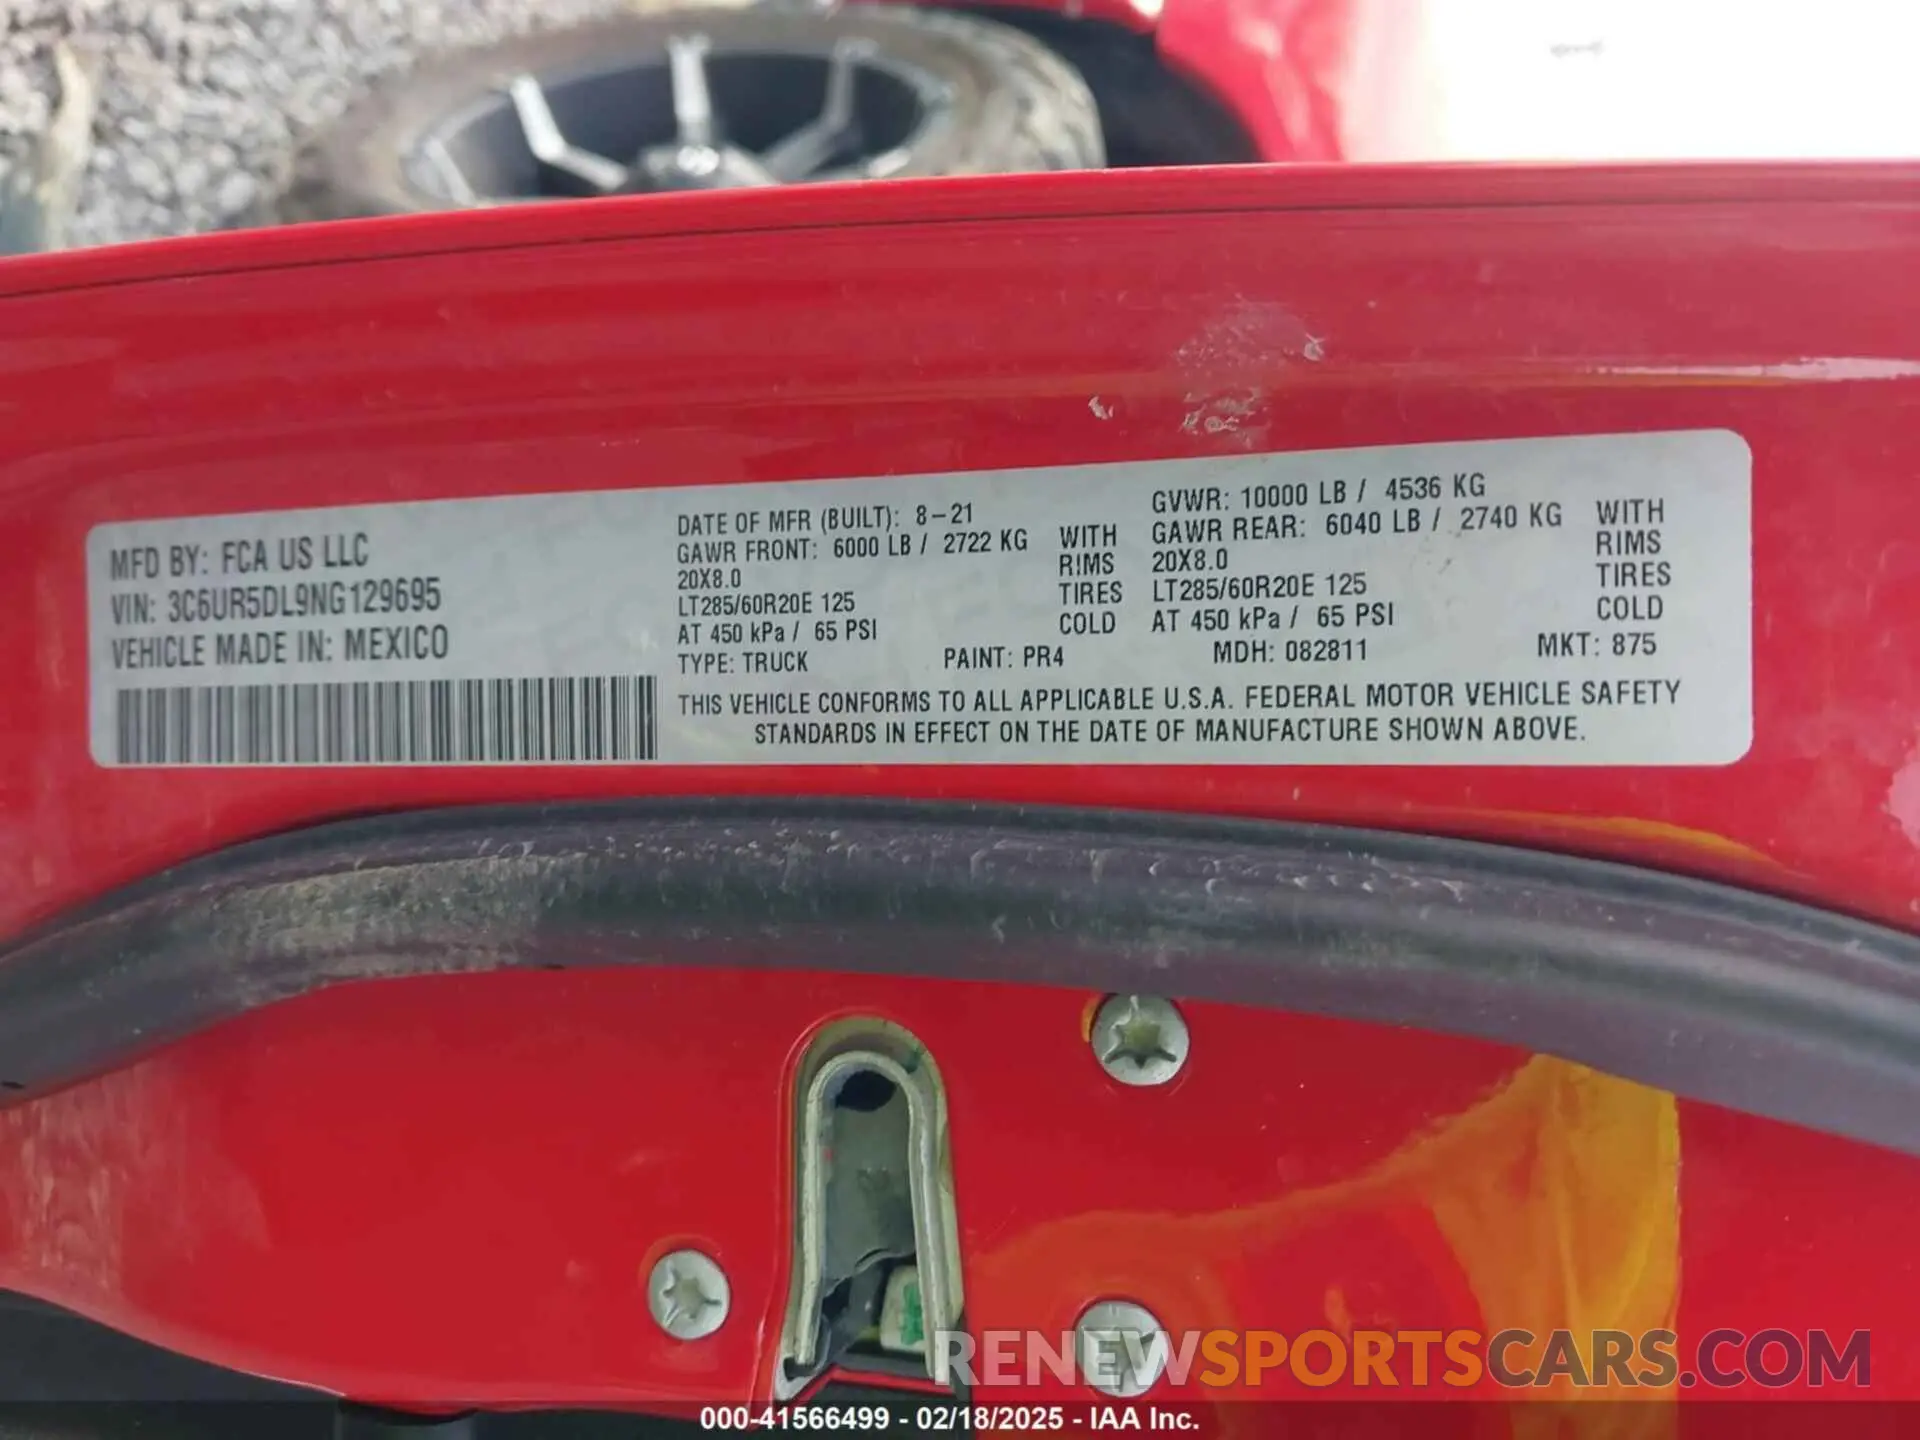 MFD BY: FCA US LLC
VIN: 3C6UR5DL9NG129695
VEHICLE MADE IN: MEXICO
DATE OF MFR (BUILT): 8-21
GAWR FRONT: 6000 LB / 2722 KG
20X8.0
LT285/60R20E 125
AT 450 kPa / 65 PSI
WITH
RIMS
TIRES
COLD
GVWR: 10000 LB / 4536 KG
GAWR REAR: 6040 LB / 2740 KG
20X8.0
LT285/60R20E 125
AT 450 kPa / 65 PSI
WITH
RIMS
TIRES
COLD
TYPE: TRUCK PAINT: PR4 MDH: 082811 MKT: 875
THIS VEHICLE CONFORMS TO ALL APPLICABLE U.S.A. FEDERAL MOTOR VEHICLE SAFETY
STANDARDS IN EFFECT ON THE DATE OF MANUFACTURE SHOWN ABOVE.
RENEWSPORTSCARS.COM
000-41566499 - 02/18/2025 - IAA Inc.